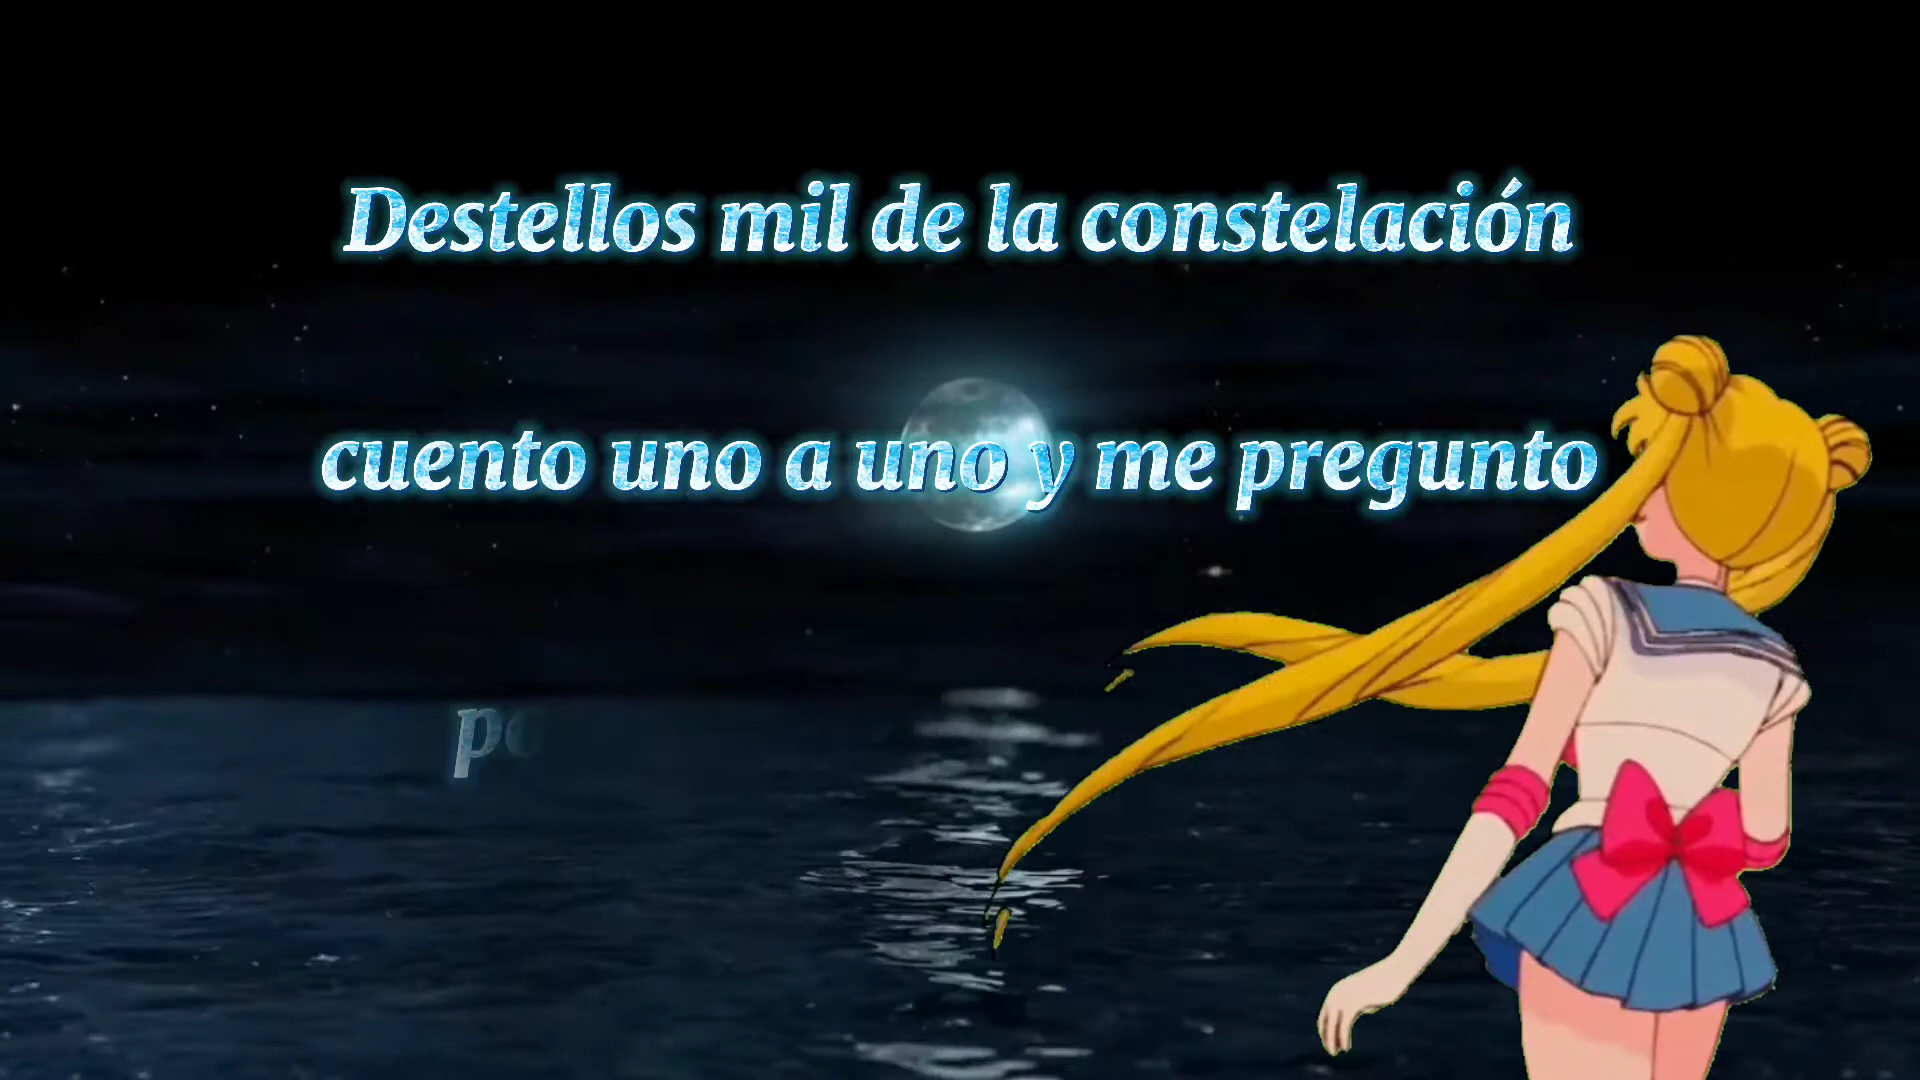 Destellos mil de la constelación
cuento uno a uno y me pregunto